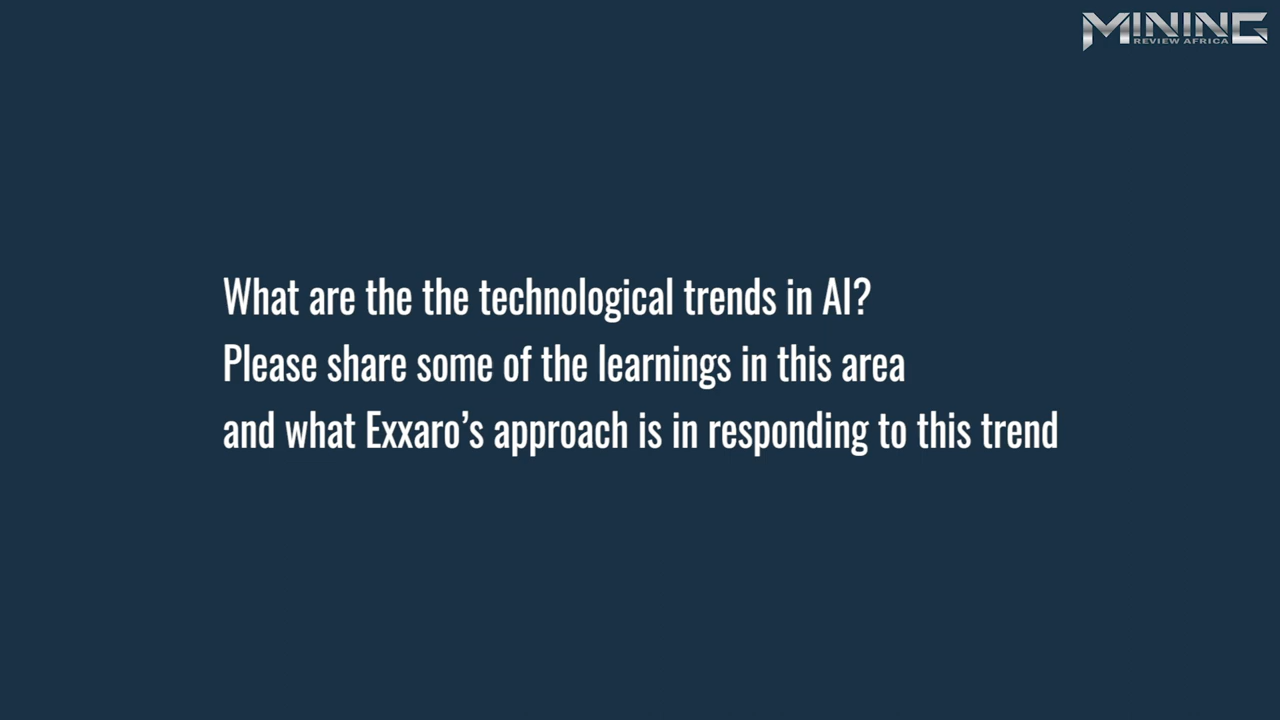 MINING
REVIEW AFRICA
What are the the technological trends in AI?
Please share some of the learnings in this area
and what Exxaro’s approach is in responding to this trend